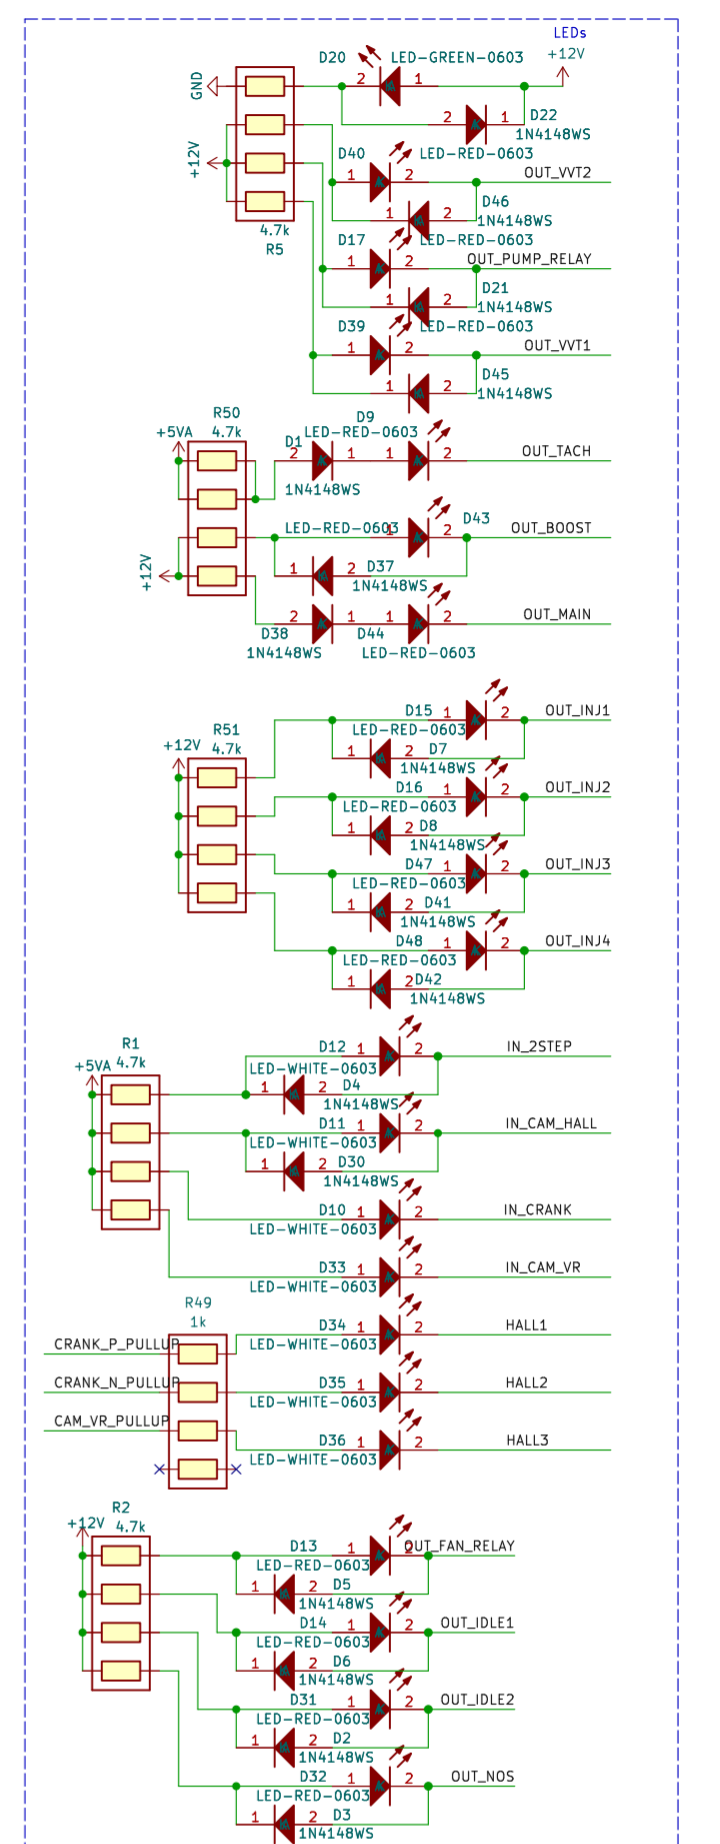 LEDs
D20 LED-GREEN-0603 +12V
GND 2 1
2 1 D22
1N4148WS
D40 LED-RED-0603
+12V 1 2 OUT_VVT2
1 2 D46
1N4148WS
4.7k D17 LED-RED-0603
R5 1 2 OUT_PUMP_RELAY
1 2 D21
1N4148WS
D39 LED-RED-0603
1 2 OUT_VVT1
1 2 D45
1N4148WS
R50 D9
+5VA 4.7k LED-RED-0603
D1 2 1 1 2 OUT_TACH
1N4148WS
LED-RED-0603 1 2 D43 OUT_BOOST
+12V 1 2 D37
1N4148WS
2 1 1 2 OUT_MAIN
D38 D44
1N4148WS LED-RED-0603
D15 1 2 OUT_INJ1
R51 LED-RED-0603
+12V 4.7k 1 2 D7
1N4148WS
D16 1 2 OUT_INJ2
LED-RED-0603
1 2 D8
1N4148WS
D47 1 2 OUT_INJ3
LED-RED-0603
1 2 D41
1N4148WS
D48 1 2 OUT_INJ4
LED-RED-0603
1 2 D42
1N4148WS
R1 D12 1 2 IN_2STEP
+5VA 4.7k LED-WHITE-0603
1 2 D4
1N4148WS
D11 1 2 IN_CAM_HALL
LED-WHITE-0603
1 2 D30
1N4148WS
D10 1 2 IN_CRANK
LED-WHITE-0603
D33 1 2 IN_CAM_VR
LED-WHITE-0603
R49
1k D34 1 2 HALL1
CRANK_P_PULLUP LED-WHITE-0603
CRANK_N_PULLUP D35 1 2 HALL2
LED-WHITE-0603
CAM_VR_PULLUP D36 1 2 HALL3
LED-WHITE-0603
R2
+12V 4.7k
D13 1 2 OUT_FAN_RELAY
LED-RED-0603
1 2 D5
1N4148WS
D14 1 2 OUT_IDLE1
LED-RED-0603
1 2 D6
1N4148WS
D31 1 2 OUT_IDLE2
LED-RED-0603
1 2 D2
1N4148WS
D32 1 2 OUT_NOS
LED-RED-0603
1 2 D3
1N4148WS